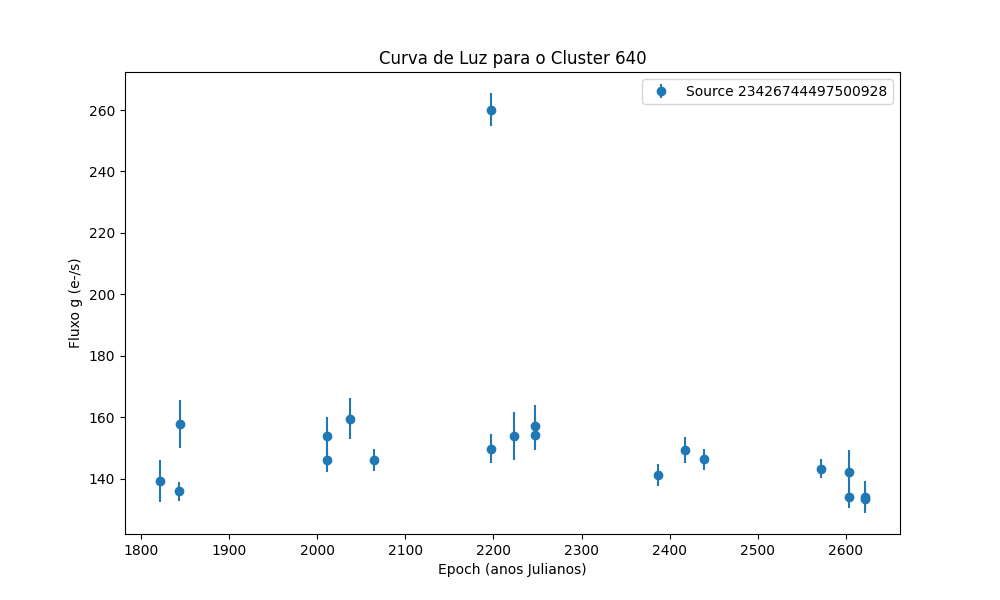 Curva de Luz para o Cluster 640
Source 23426744497500928
Fluxo g (e-/s)
260
240
220
200
180
160
140
1800 1900 2000 2100 2200 2300 2400 2500 2600
Epoch (anos Julianos)